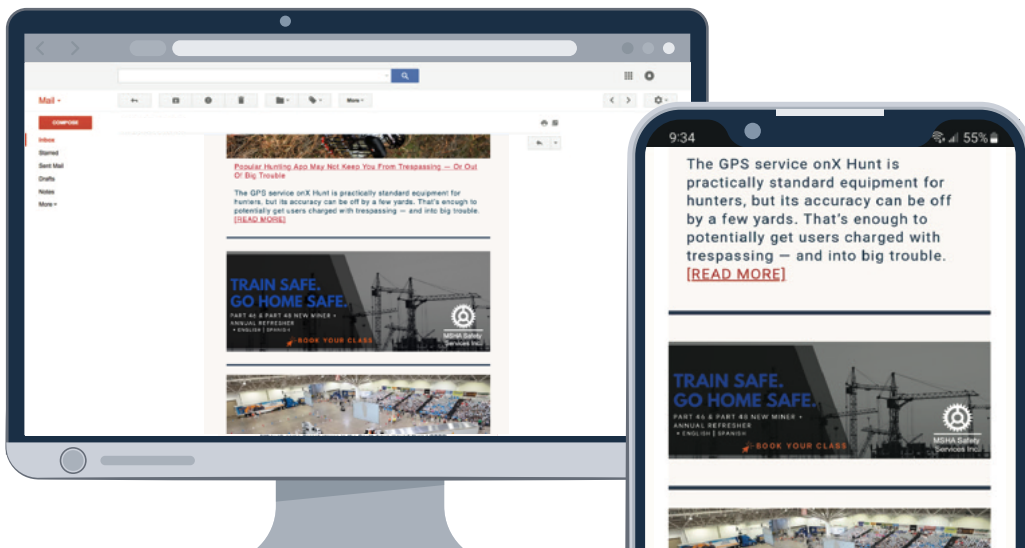 Mail
More
COMPOSE
Inbox
Starred
Sent Mail
Drafts
Notes
More
Popular Hunting App May Not Keep You From Trespassing — Or Out
Of Big Trouble
The GPS service onX Hunt is practically standard equipment for
hunters, but its accuracy can be off by a few yards. That's enough to
potentially get users charged with trespassing — and into big trouble.
[READ MORE]
TRAIN SAFE.
GO HOME SAFE.
PART 46 & PART 48 NEW MINER •
ANNUAL REFRESHER
• ENGLISH | SPANISH
BOOK YOUR CLASS
MSHA Safety
Services Inc.
9:34
55%
The GPS service onX Hunt is
practically standard equipment for
hunters, but its accuracy can be off
by a few yards. That's enough to
potentially get users charged with
trespassing — and into big trouble.
[READ MORE]
TRAIN SAFE.
GO HOME SAFE.
PART 46 & PART 48 NEW MINER •
ANNUAL REFRESHER
• ENGLISH | SPANISH
BOOK YOUR CLASS
MSHA Safety
Services Inc.